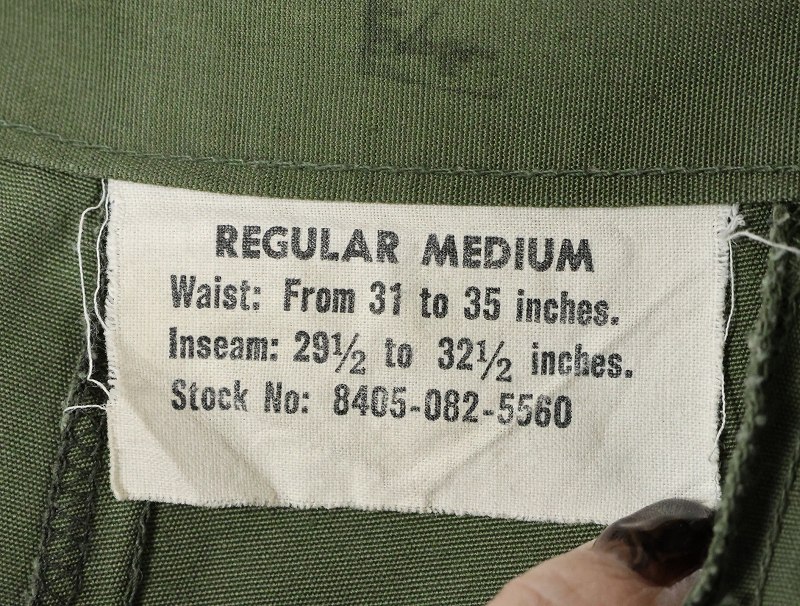 REGULAR MEDIUM
Waist: From 31 to 35 inches.
Inseam: 29½ to 32½ inches.
Stock No: 8405-082-5560